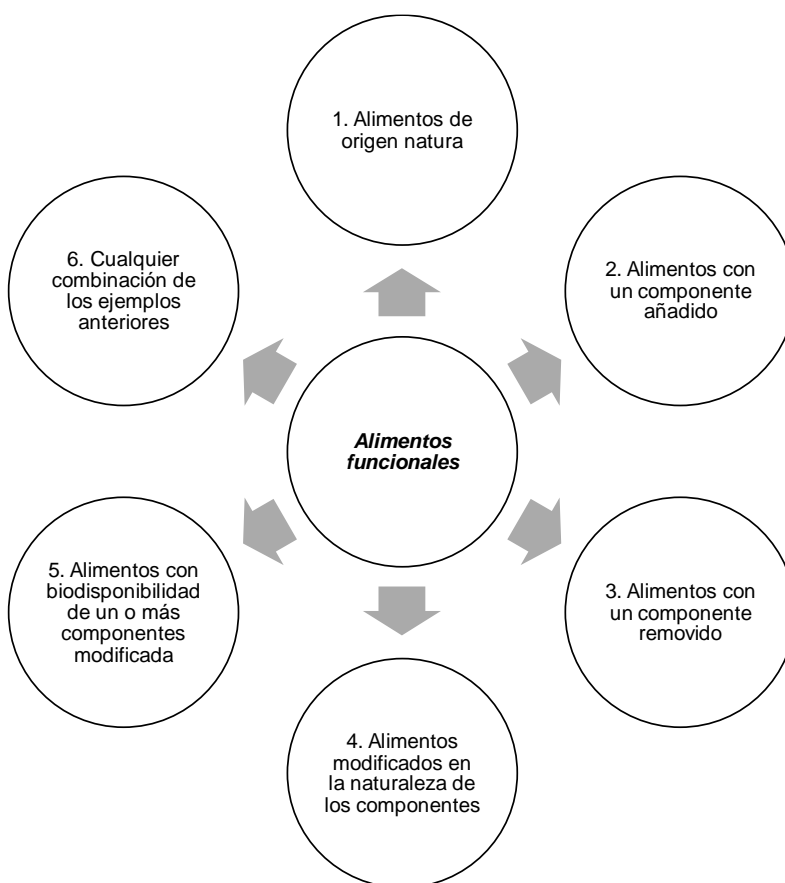 1. Alimentos de
origen natura
2. Alimentos con
un componente
añadido
3. Alimentos con
un componente
removido
4. Alimentos
modificados en
la naturaleza de
los componentes
5. Alimentos con
biodisponibilidad
de un o más
componentes
modificada
6. Cualquier
combinación de
los ejemplos
anteriores
Alimentos
funcionales